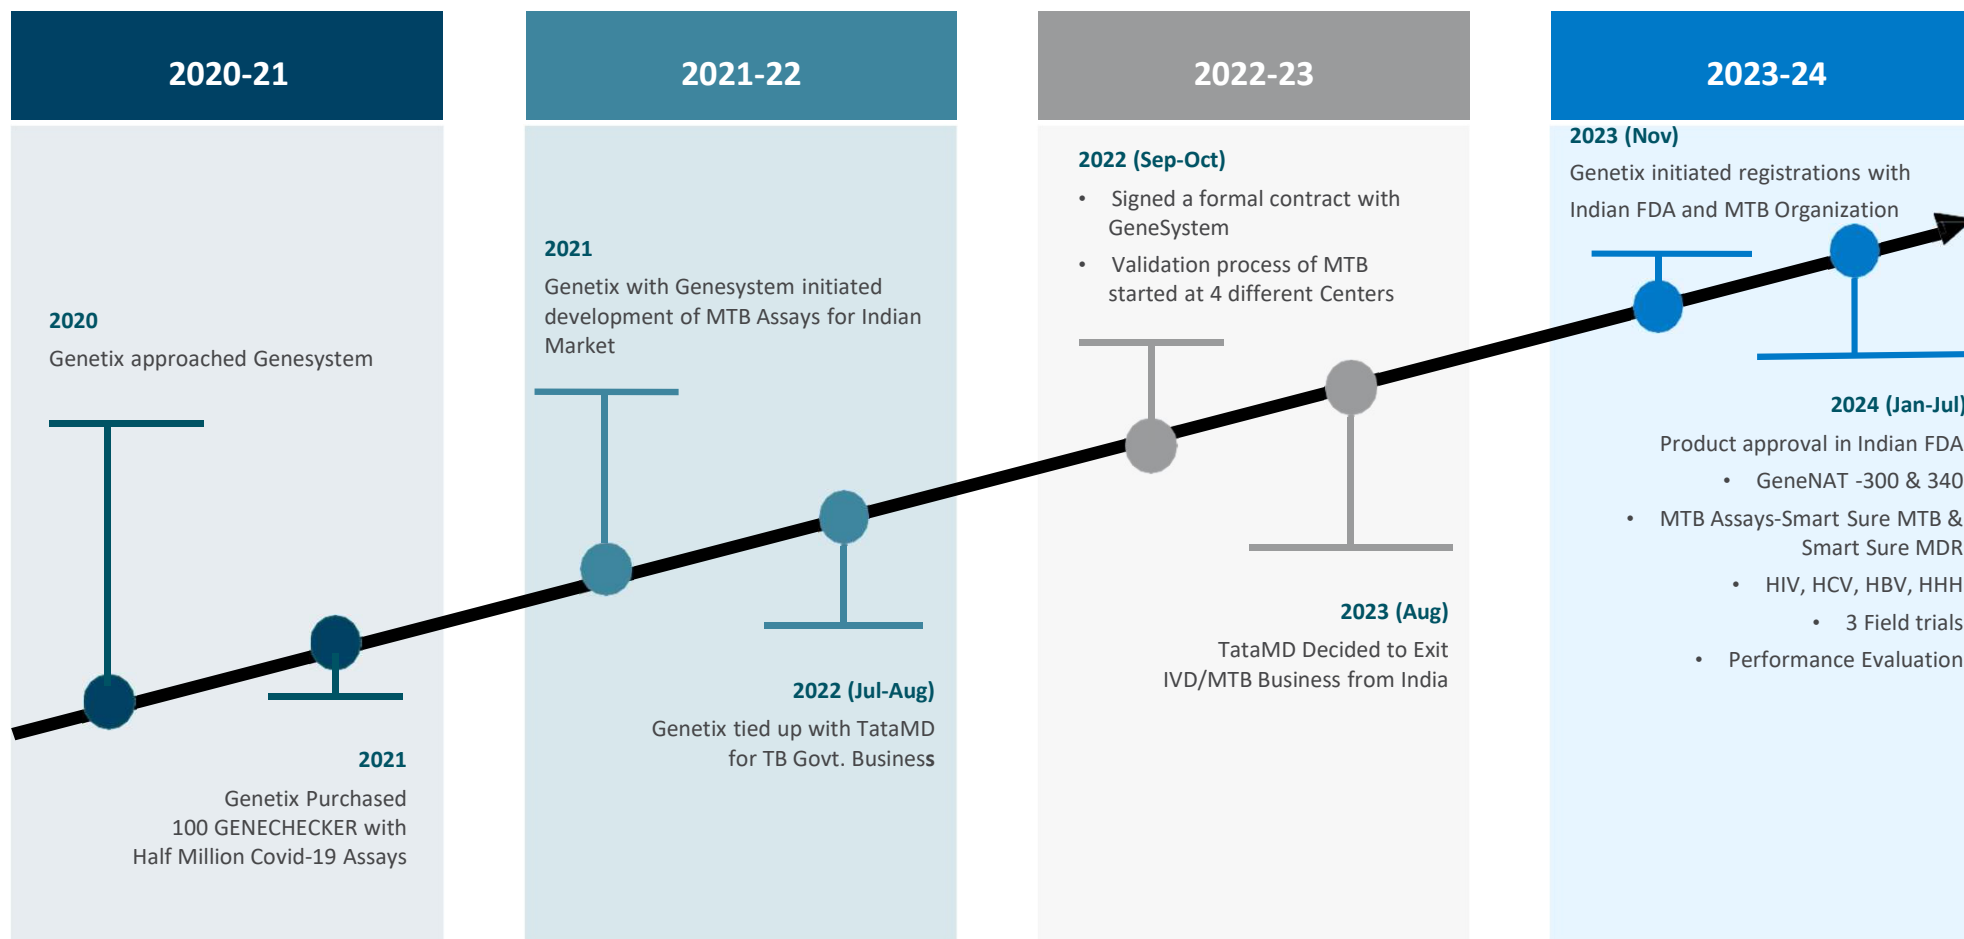 2020-21
2020
Genetix approached Genesystem
2021
Genetix Purchased
100 GENECHECKER with
Half Million Covid-19 Assays
2021-22
2021
Genetix with Genesystem initiated
development of MTB Assays for Indian
Market
2022 (Jul-Aug)
Genetix tied up with TataMD
for TB Govt. Business
2022-23
2022 (Sep-Oct)
• Signed a formal contract with
GeneSystem
• Validation process of MTB
started at 4 different Centers
2023 (Aug)
TataMD Decided to Exit
IVD/MTB Business from India
2023-24
2023 (Nov)
Genetix initiated registrations with
Indian FDA and MTB Organization
2024 (Jan-Jul)
Product approval in Indian FDA
• GeneNAT -300 & 340
• MTB Assays-Smart Sure MTB &
Smart Sure MDR
• HIV, HCV, HBV, HHH
• 3 Field trials
• Performance Evaluation